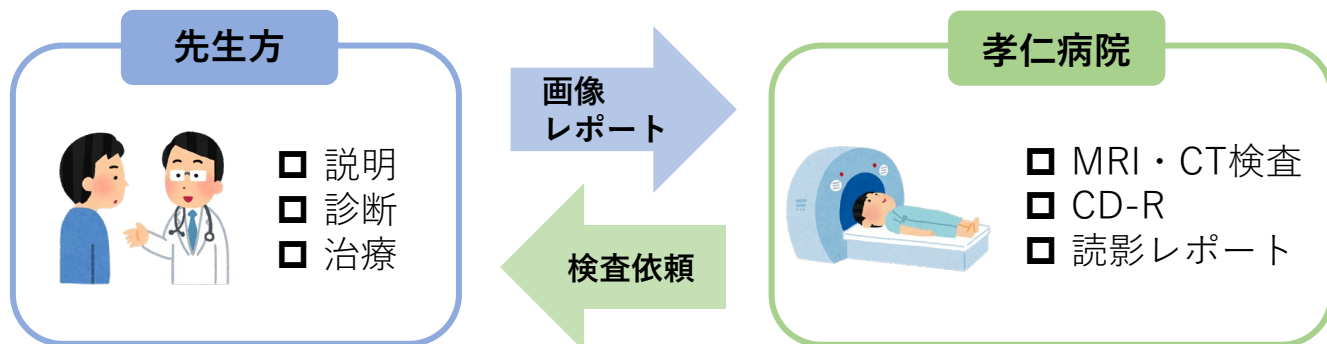 先生方
説明
診断
治療
画像
レポート
検査依頼
孝仁病院
MRI・CT検査
CD-R
読影レポート